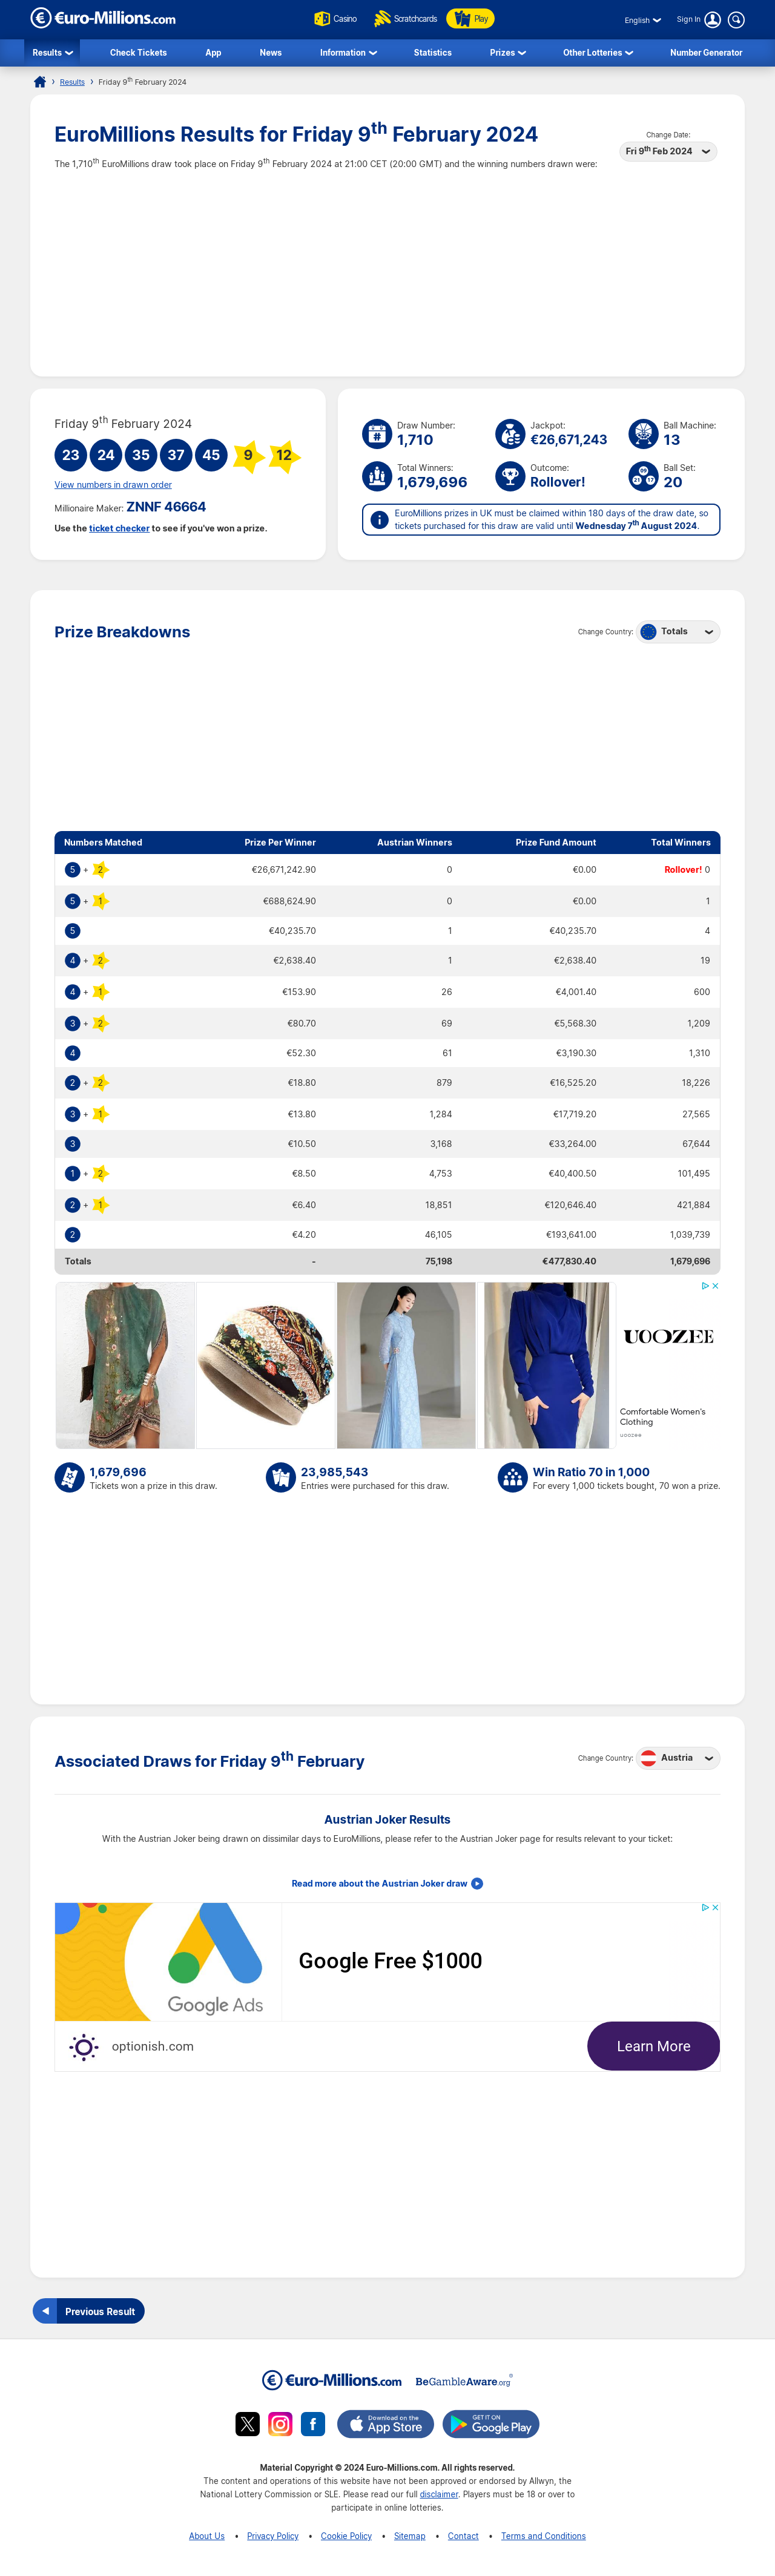 €uro-Millions.com
Casino
Scratchcards
Play
English
Sign In
Results
Check Tickets
App
News
Information
Statistics
Prizes
Other Lotteries
Number Generator
› Results › Friday 9th February 2024
EuroMillions Results for Friday 9th February 2024
Change Date:
Fri 9th Feb 2024
The 1,710th EuroMillions draw took place on Friday 9th February 2024 at 21:00 CET (20:00 GMT) and the winning numbers drawn were:
Friday 9th February 2024
23 24 35 37 45 9 12
View numbers in drawn order
Millionaire Maker: ZNNF 46664
Use the ticket checker to see if you've won a prize.
Draw Number:
1,710
Jackpot:
€26,671,243
Ball Machine:
13
Total Winners:
1,679,696
Outcome:
Rollover!
09
21 17
Ball Set:
20
EuroMillions prizes in UK must be claimed within 180 days of the draw date, so
tickets purchased for this draw are valid until Wednesday 7th August 2024.
Prize Breakdowns
Change Country: Totals
Numbers Matched Prize Per Winner Austrian Winners Prize Fund Amount Total Winners
5 + 2 €26,671,242.90 0 €0.00 Rollover! 0
5 + 1 €688,624.90 0 €0.00 1
5 €40,235.70 1 €40,235.70 4
4 + 2 €2,638.40 1 €2,638.40 19
4 + 1 €153.90 26 €4,001.40 600
3 + 2 €80.70 69 €5,568.30 1,209
4 €52.30 61 €3,190.30 1,310
2 + 2 €18.80 879 €16,525.20 18,226
3 + 1 €13.80 1,284 €17,719.20 27,565
3 €10.50 3,168 €33,264.00 67,644
1 + 2 €8.50 4,753 €40,400.50 101,495
2 + 1 €6.40 18,851 €120,646.40 421,884
2 €4.20 46,105 €193,641.00 1,039,739
Totals - 75,198 €477,830.40 1,679,696
UOOZEE
Comfortable Women's
Clothing
uoozee
1,679,696
Tickets won a prize in this draw.
23,985,543
Entries were purchased for this draw.
Win Ratio 70 in 1,000
For every 1,000 tickets bought, 70 won a prize.
Associated Draws for Friday 9th February
Change Country: Austria
Austrian Joker Results
With the Austrian Joker being drawn on dissimilar days to EuroMillions, please refer to the Austrian Joker page for results relevant to your ticket:
Read more about the Austrian Joker draw
Google Ads
Google Free $1000
optionish.com
Learn More
Previous Result
€uro-Millions.com
BeGambleAware.org®
Download on the
App Store
GET IT ON
Google Play
Material Copyright © 2024 Euro-Millions.com. All rights reserved.
The content and operations of this website have not been approved or endorsed by Allwyn, the
National Lottery Commission or SLE. Please read our full disclaimer. Players must be 18 or over to
participate in online lotteries.
About Us • Privacy Policy • Cookie Policy • Sitemap • Contact • Terms and Conditions